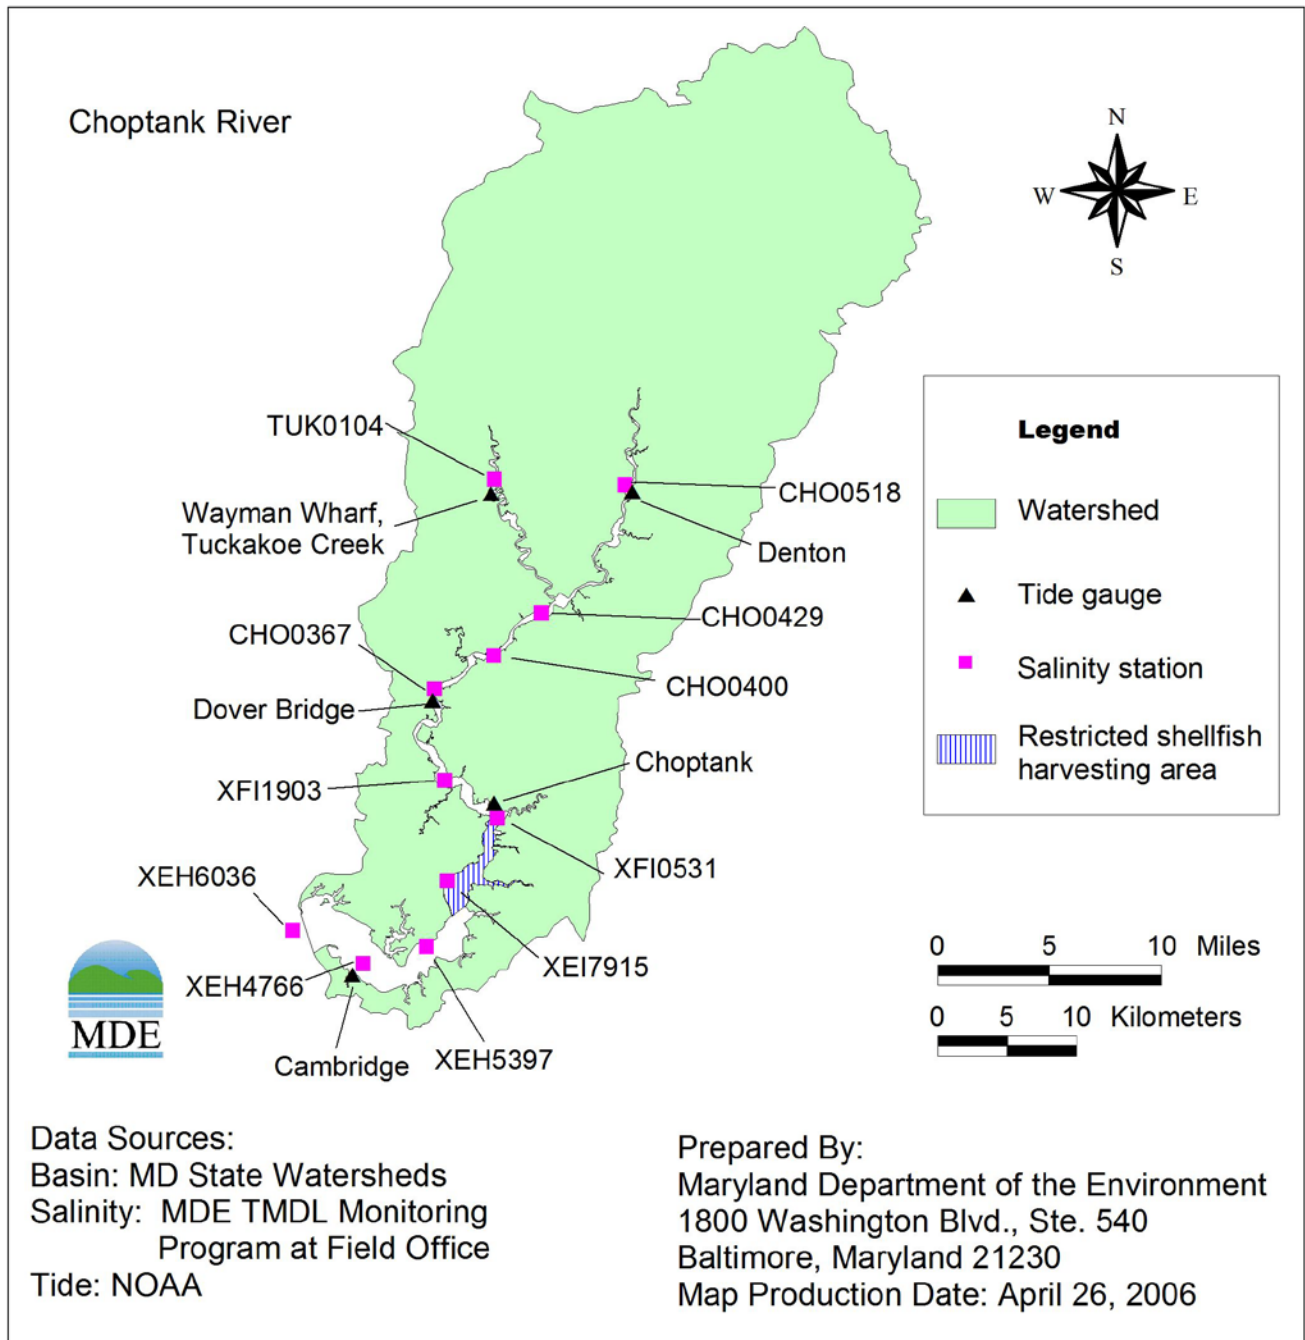 Choptank River
N
W
E
S
TUK0104
Wayman Wharf,
Tuckakoe Creek
CHO0518
Denton
CHO0429
CHO0367
CHO0400
Dover Bridge
Choptank
XFI1903
XFI0531
XEH6036
XEI7915
XEH4766
Cambridge
XEH5397
Legend
Watershed
Tide gauge
Salinity station
Restricted shellfish
harvesting area
0 5 10 Miles
0 5 10 Kilometers
MDE
Data Sources:
Basin: MD State Watersheds
Salinity: MDE TMDL Monitoring
Program at Field Office
Tide: NOAA
Prepared By:
Maryland Department of the Environment
1800 Washington Blvd., Ste. 540
Baltimore, Maryland 21230
Map Production Date: April 26, 2006